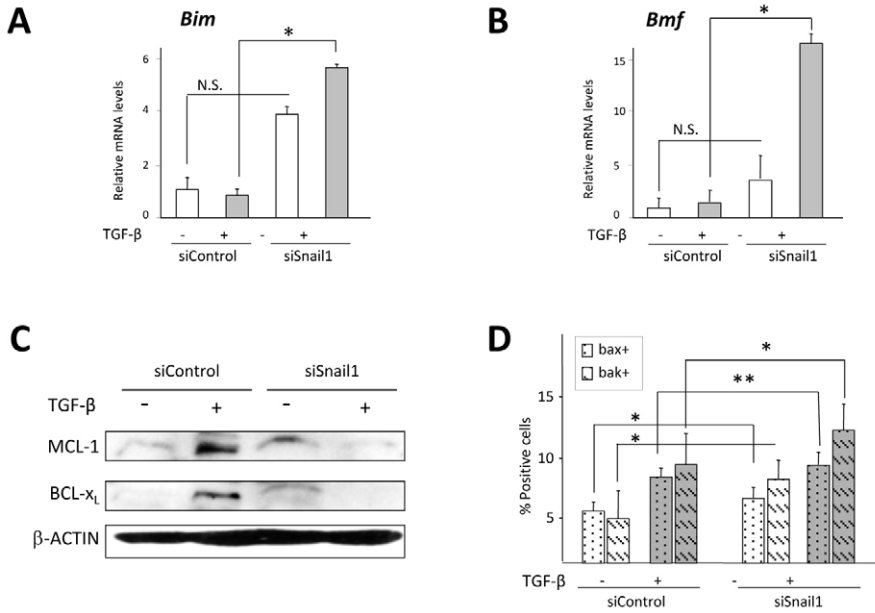 A
Bim
*
6
N.S.
4
2
0
Relative mRNA levels
TGF-β
- + - +
siControl siSnail1
B
Bmf
*
15
10
N.S.
5
0
Relative mRNA levels
TGF-β
- + - +
siControl siSnail1
C
siControl siSnail1
TGF-β - + - +
MCL-1
BCL-xL
β-ACTIN
D
bax+
bak+
*
**
*
*
15
10
5
% Positive cells
TGF-β - + - +
siControl siSnail1